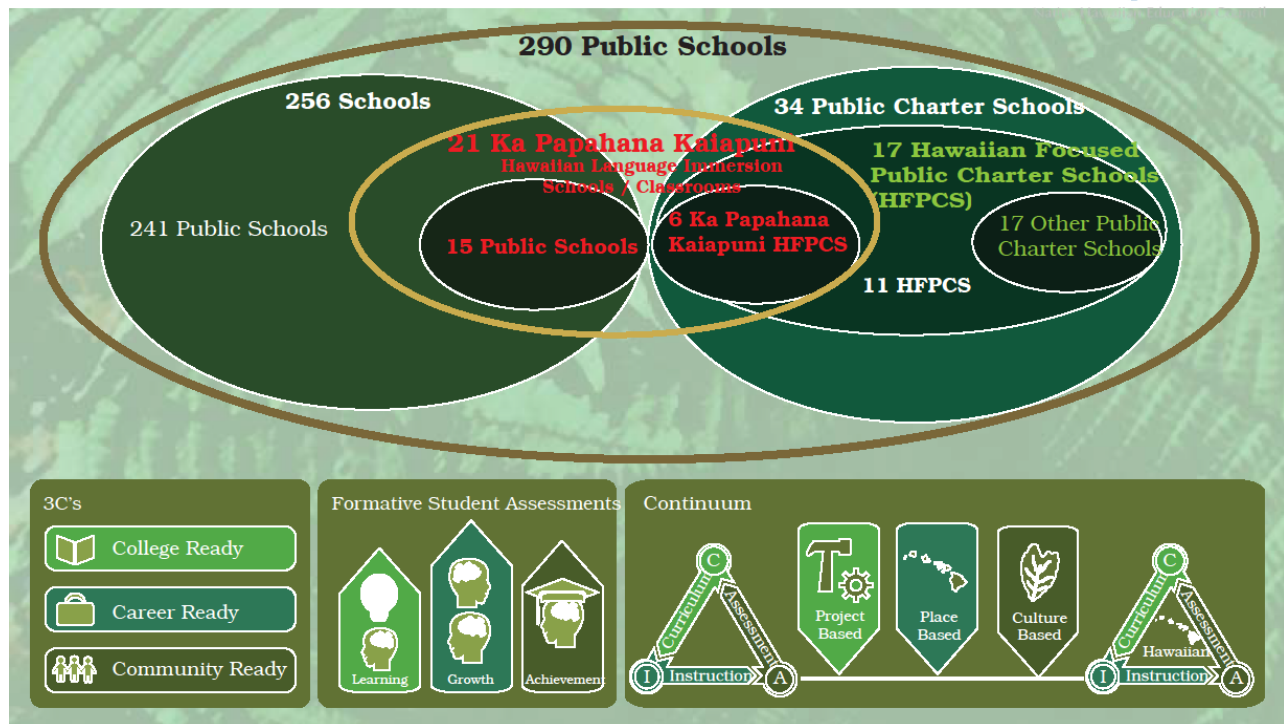 290 Public Schools
256 Schools
34 Public Charter Schools
21 Ka Papahana Kaiapuni
Hawaiian Language Immersion
Schools / Classrooms
17 Hawaiian Focused
Public Charter Schools
(HFPCS)
241 Public Schools
15 Public Schools
6 Ka Papahana
Kaiapuni HFPCS
17 Other Public
Charter Schools
11 HFPCS
3C's
College Ready
Career Ready
Community Ready
Formative Student Assessments
Learning
Growth
Achievement
Continuum
C
Curriculum
Assessment
I
Instruction
A
Project
Based
Place
Based
Culture
Based
C
Curriculum
Assessment
Hawaiian
I
Instruction
A